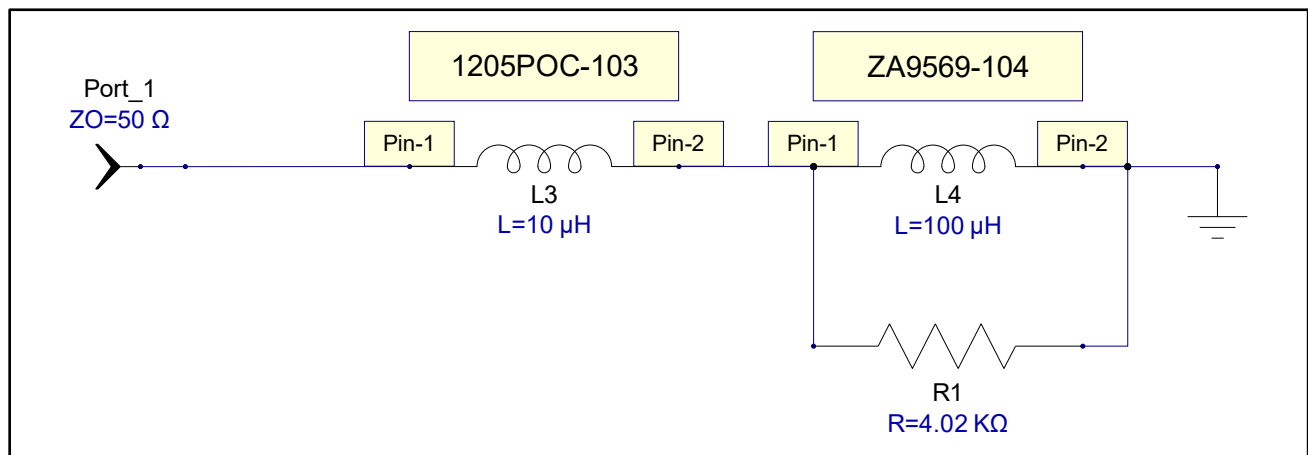 1205POC-103
ZA9569-104
Port_1
ZO=50 Ω
Pin-1
Pin-2
Pin-1
Pin-2
L3
L=10 µH
L4
L=100 µH
R1
R=4.02 KΩ